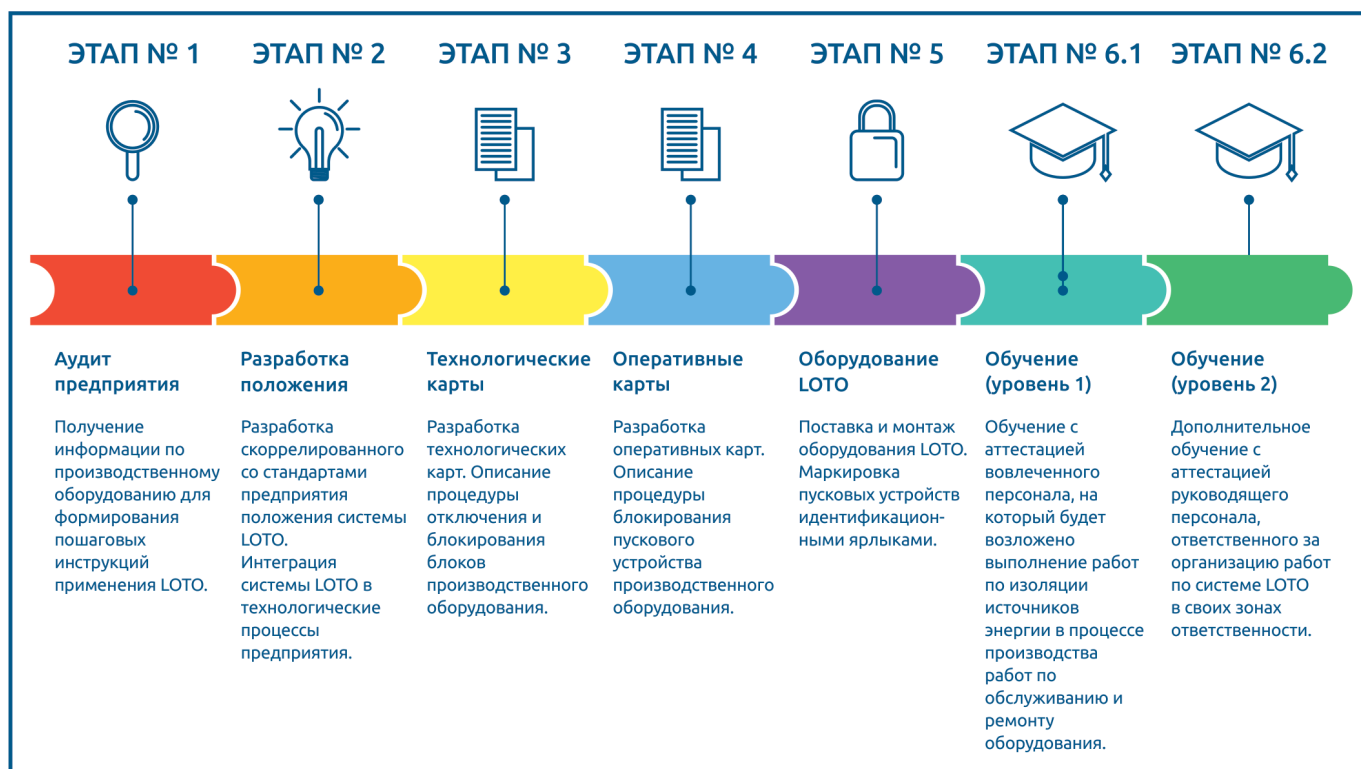 ЭТАП № 1
ЭТАП № 2
ЭТАП № 3
ЭТАП № 4
ЭТАП № 5
ЭТАП № 6.1
ЭТАП № 6.2
Аудит
предприятия
Получение
информации по
производственному
оборудованию для
формирования
пошаговых
инструкций
применения LOTO.
Разработка
положения
Разработка
скоррелированного
со стандартами
предприятия
положения системы
LOTO.
Интеграция
системы LOTO в
технологические
процессы
предприятия.
Технологические
карты
Разработка
технологических
карт. Описание
процедуры
отключения и
блокирования
блоков
производственного
оборудования.
Оперативные
карты
Разработка
оперативных карт.
Описание
процедуры
блокирования
пускового
устройства
производственного
оборудования.
Оборудование
LOTO
Поставка и монтаж
оборудования LOTO.
Маркировка
пусковых устройств
идентификацион-
ными ярлыками.
Обучение
(уровень 1)
Обучение с
аттестацией
вовлеченного
персонала, на
который будет
возложено
выполнение работ
по изоляции
источников
энергии в процессе
производства
работ по
обслуживанию и
ремонту
оборудования.
Обучение
(уровень 2)
Дополнительное
обучение с
аттестацией
руководящего
персонала,
ответственного за
организацию работ
по системе LOTO
в своих зонах
ответственности.